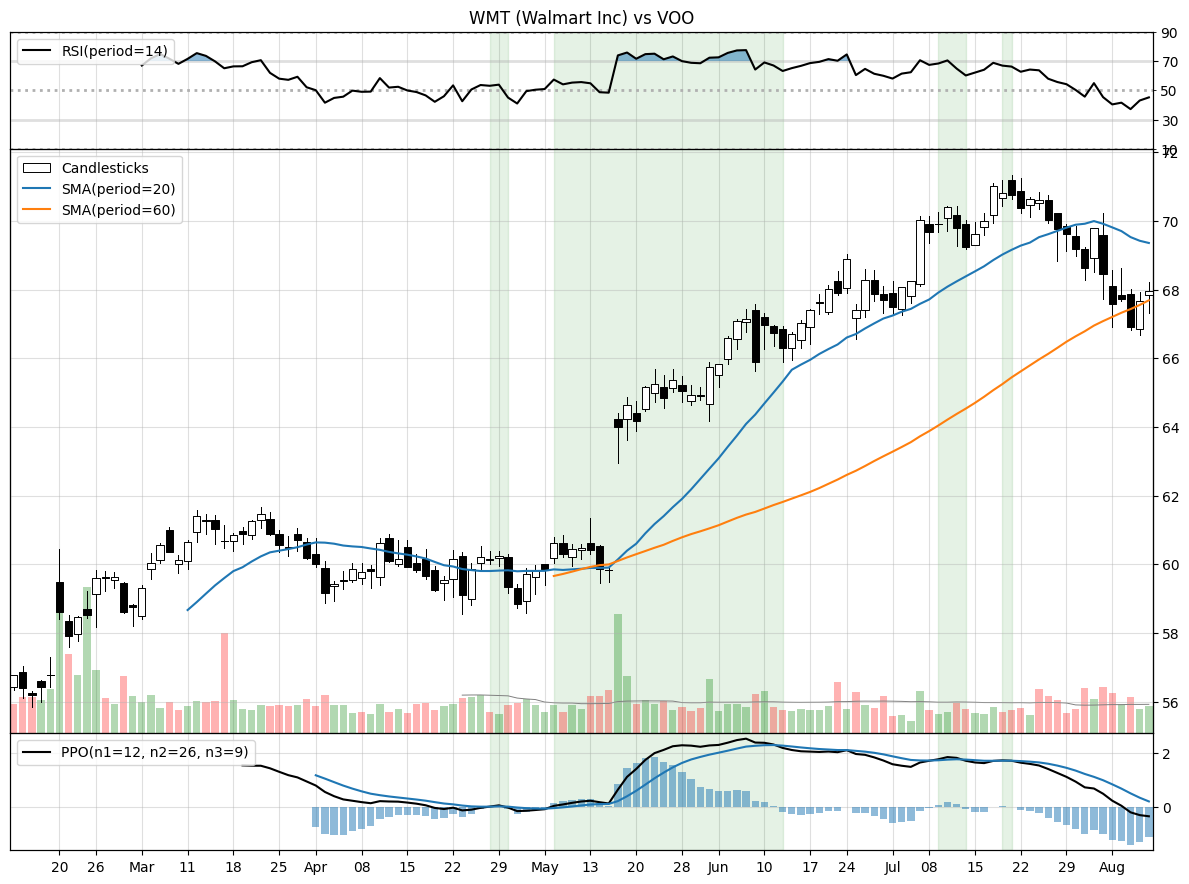 WMT (Walmart Inc) vs VOO
RSI(period=14)
90
70
50
30
10
Candlesticks
SMA(period=20)
SMA(period=60)
72
70
68
66
64
62
60
58
56
PPO(n1=12, n2=26, n3=9)
2
0
20 26 Mar 11 18 25 Apr 08 15 22 29 May 13 20 28 Jun 10 17 24 Jul 08 15 22 29 Aug